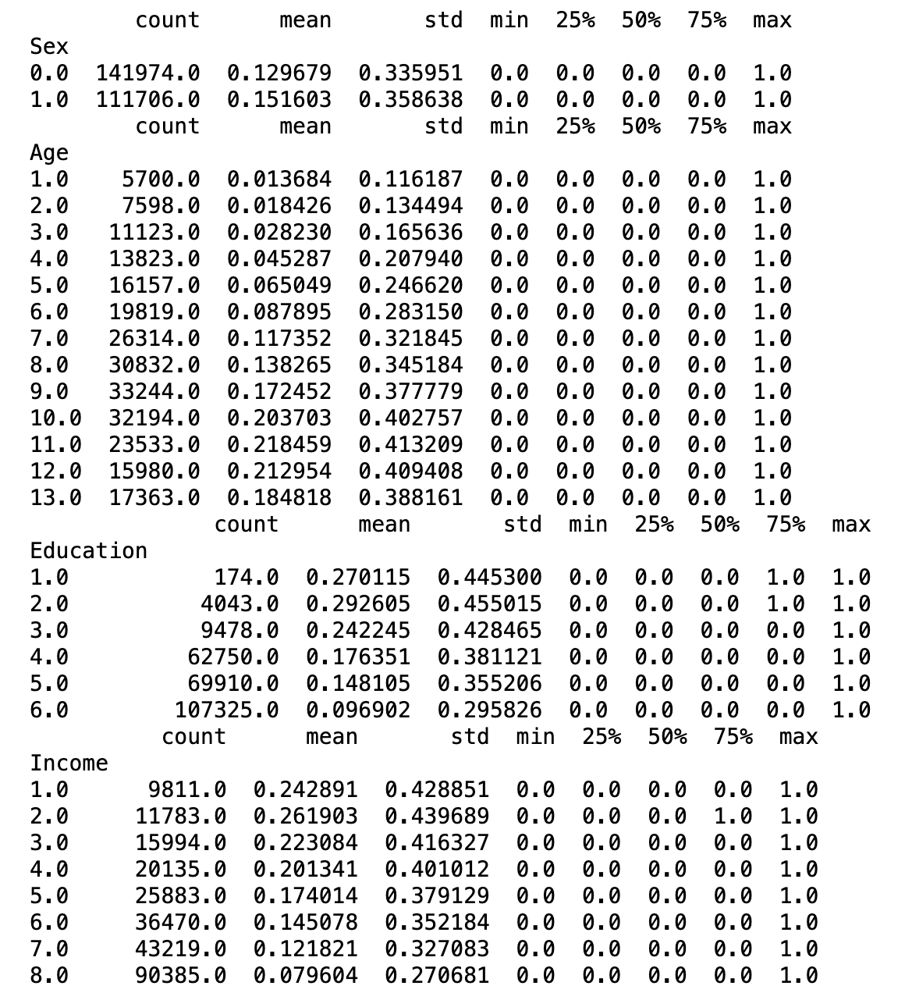 count mean std min 25% 50% 75% max
Sex
0.0 141974.0 0.129679 0.335951 0.0 0.0 0.0 0.0 1.0
1.0 111706.0 0.151603 0.358638 0.0 0.0 0.0 0.0 1.0
count mean std min 25% 50% 75% max
Age
1.0 5700.0 0.013684 0.116187 0.0 0.0 0.0 0.0 1.0
2.0 7598.0 0.018426 0.134494 0.0 0.0 0.0 0.0 1.0
3.0 11123.0 0.028230 0.165636 0.0 0.0 0.0 0.0 1.0
4.0 13823.0 0.045287 0.207940 0.0 0.0 0.0 0.0 1.0
5.0 16157.0 0.065049 0.246620 0.0 0.0 0.0 0.0 1.0
6.0 19819.0 0.087895 0.283150 0.0 0.0 0.0 0.0 1.0
7.0 26314.0 0.117352 0.321845 0.0 0.0 0.0 0.0 1.0
8.0 30832.0 0.138265 0.345184 0.0 0.0 0.0 0.0 1.0
9.0 33244.0 0.172452 0.377779 0.0 0.0 0.0 0.0 1.0
10.0 32194.0 0.203703 0.402757 0.0 0.0 0.0 0.0 1.0
11.0 23533.0 0.218459 0.413209 0.0 0.0 0.0 0.0 1.0
12.0 15980.0 0.212954 0.409408 0.0 0.0 0.0 0.0 1.0
13.0 17363.0 0.184818 0.388161 0.0 0.0 0.0 0.0 1.0
count mean std min 25% 50% 75% max
Education
1.0 174.0 0.270115 0.445300 0.0 0.0 0.0 1.0 1.0
2.0 4043.0 0.292605 0.455015 0.0 0.0 0.0 1.0 1.0
3.0 9478.0 0.242245 0.428465 0.0 0.0 0.0 0.0 1.0
4.0 62750.0 0.176351 0.381121 0.0 0.0 0.0 0.0 1.0
5.0 69910.0 0.148105 0.355206 0.0 0.0 0.0 0.0 1.0
6.0 107325.0 0.096902 0.295826 0.0 0.0 0.0 0.0 1.0
count mean std min 25% 50% 75% max
Income
1.0 9811.0 0.242891 0.428851 0.0 0.0 0.0 0.0 1.0
2.0 11783.0 0.261903 0.439689 0.0 0.0 0.0 1.0 1.0
3.0 15994.0 0.223084 0.416327 0.0 0.0 0.0 0.0 1.0
4.0 20135.0 0.201341 0.401012 0.0 0.0 0.0 0.0 1.0
5.0 25883.0 0.174014 0.379129 0.0 0.0 0.0 0.0 1.0
6.0 36470.0 0.145078 0.352184 0.0 0.0 0.0 0.0 1.0
7.0 43219.0 0.121821 0.327083 0.0 0.0 0.0 0.0 1.0
8.0 90385.0 0.079604 0.270681 0.0 0.0 0.0 0.0 1.0